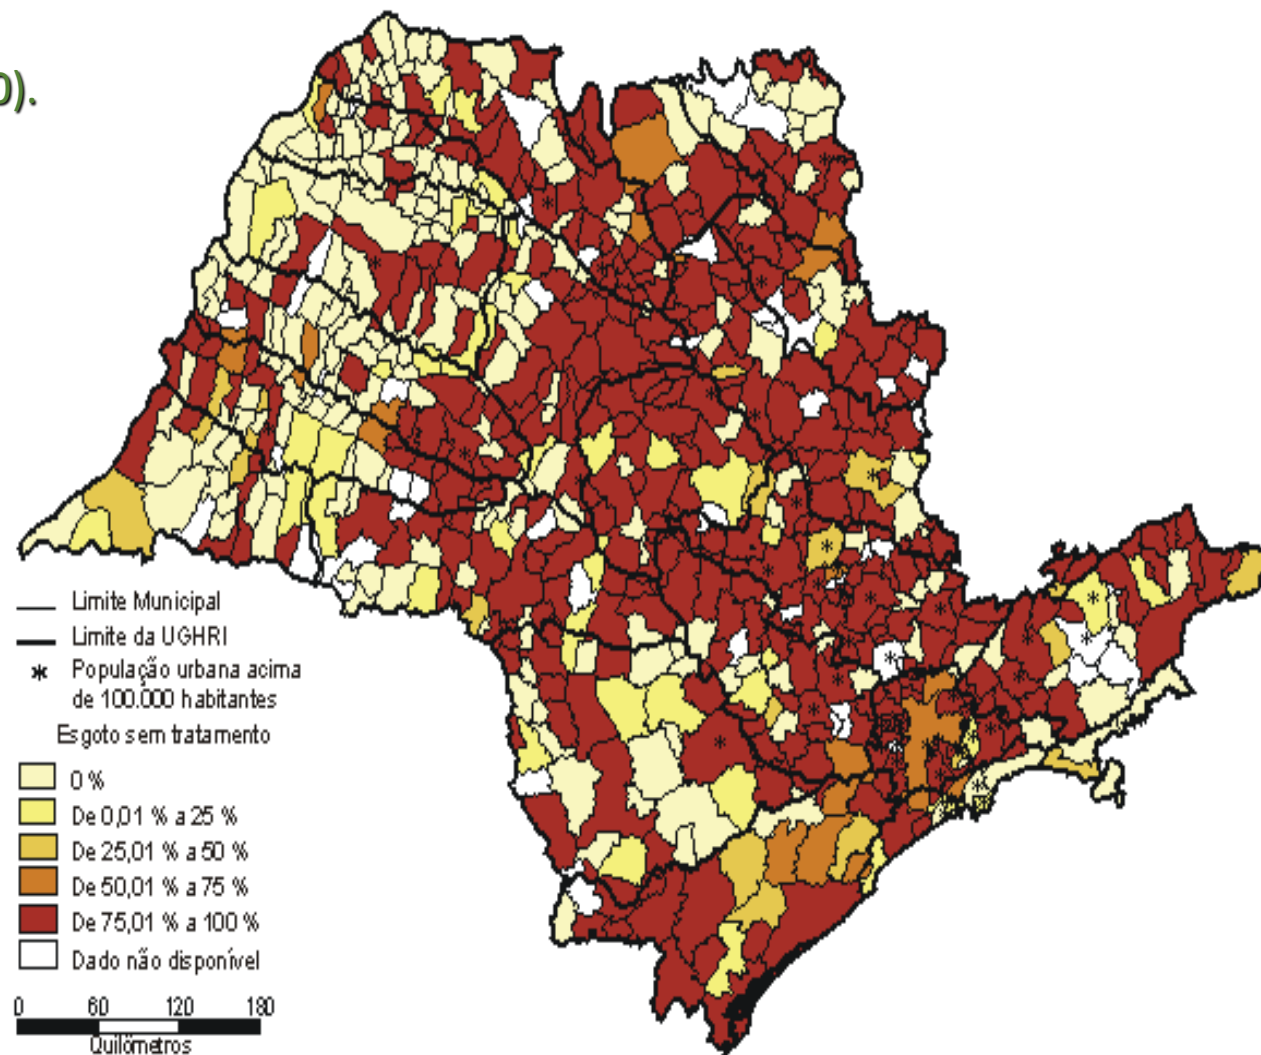 0).
Limite Municipal
Limite da UGHRI
* População urbana acima
de 100.000 habitantes
Esgoto sem tratamento
0 %
De 0,01 % a 25 %
De 25,01 % a 50 %
De 50,01 % a 75 %
De 75,01 % a 100 %
Dado não disponível
0 60 120 180
Quilômetros